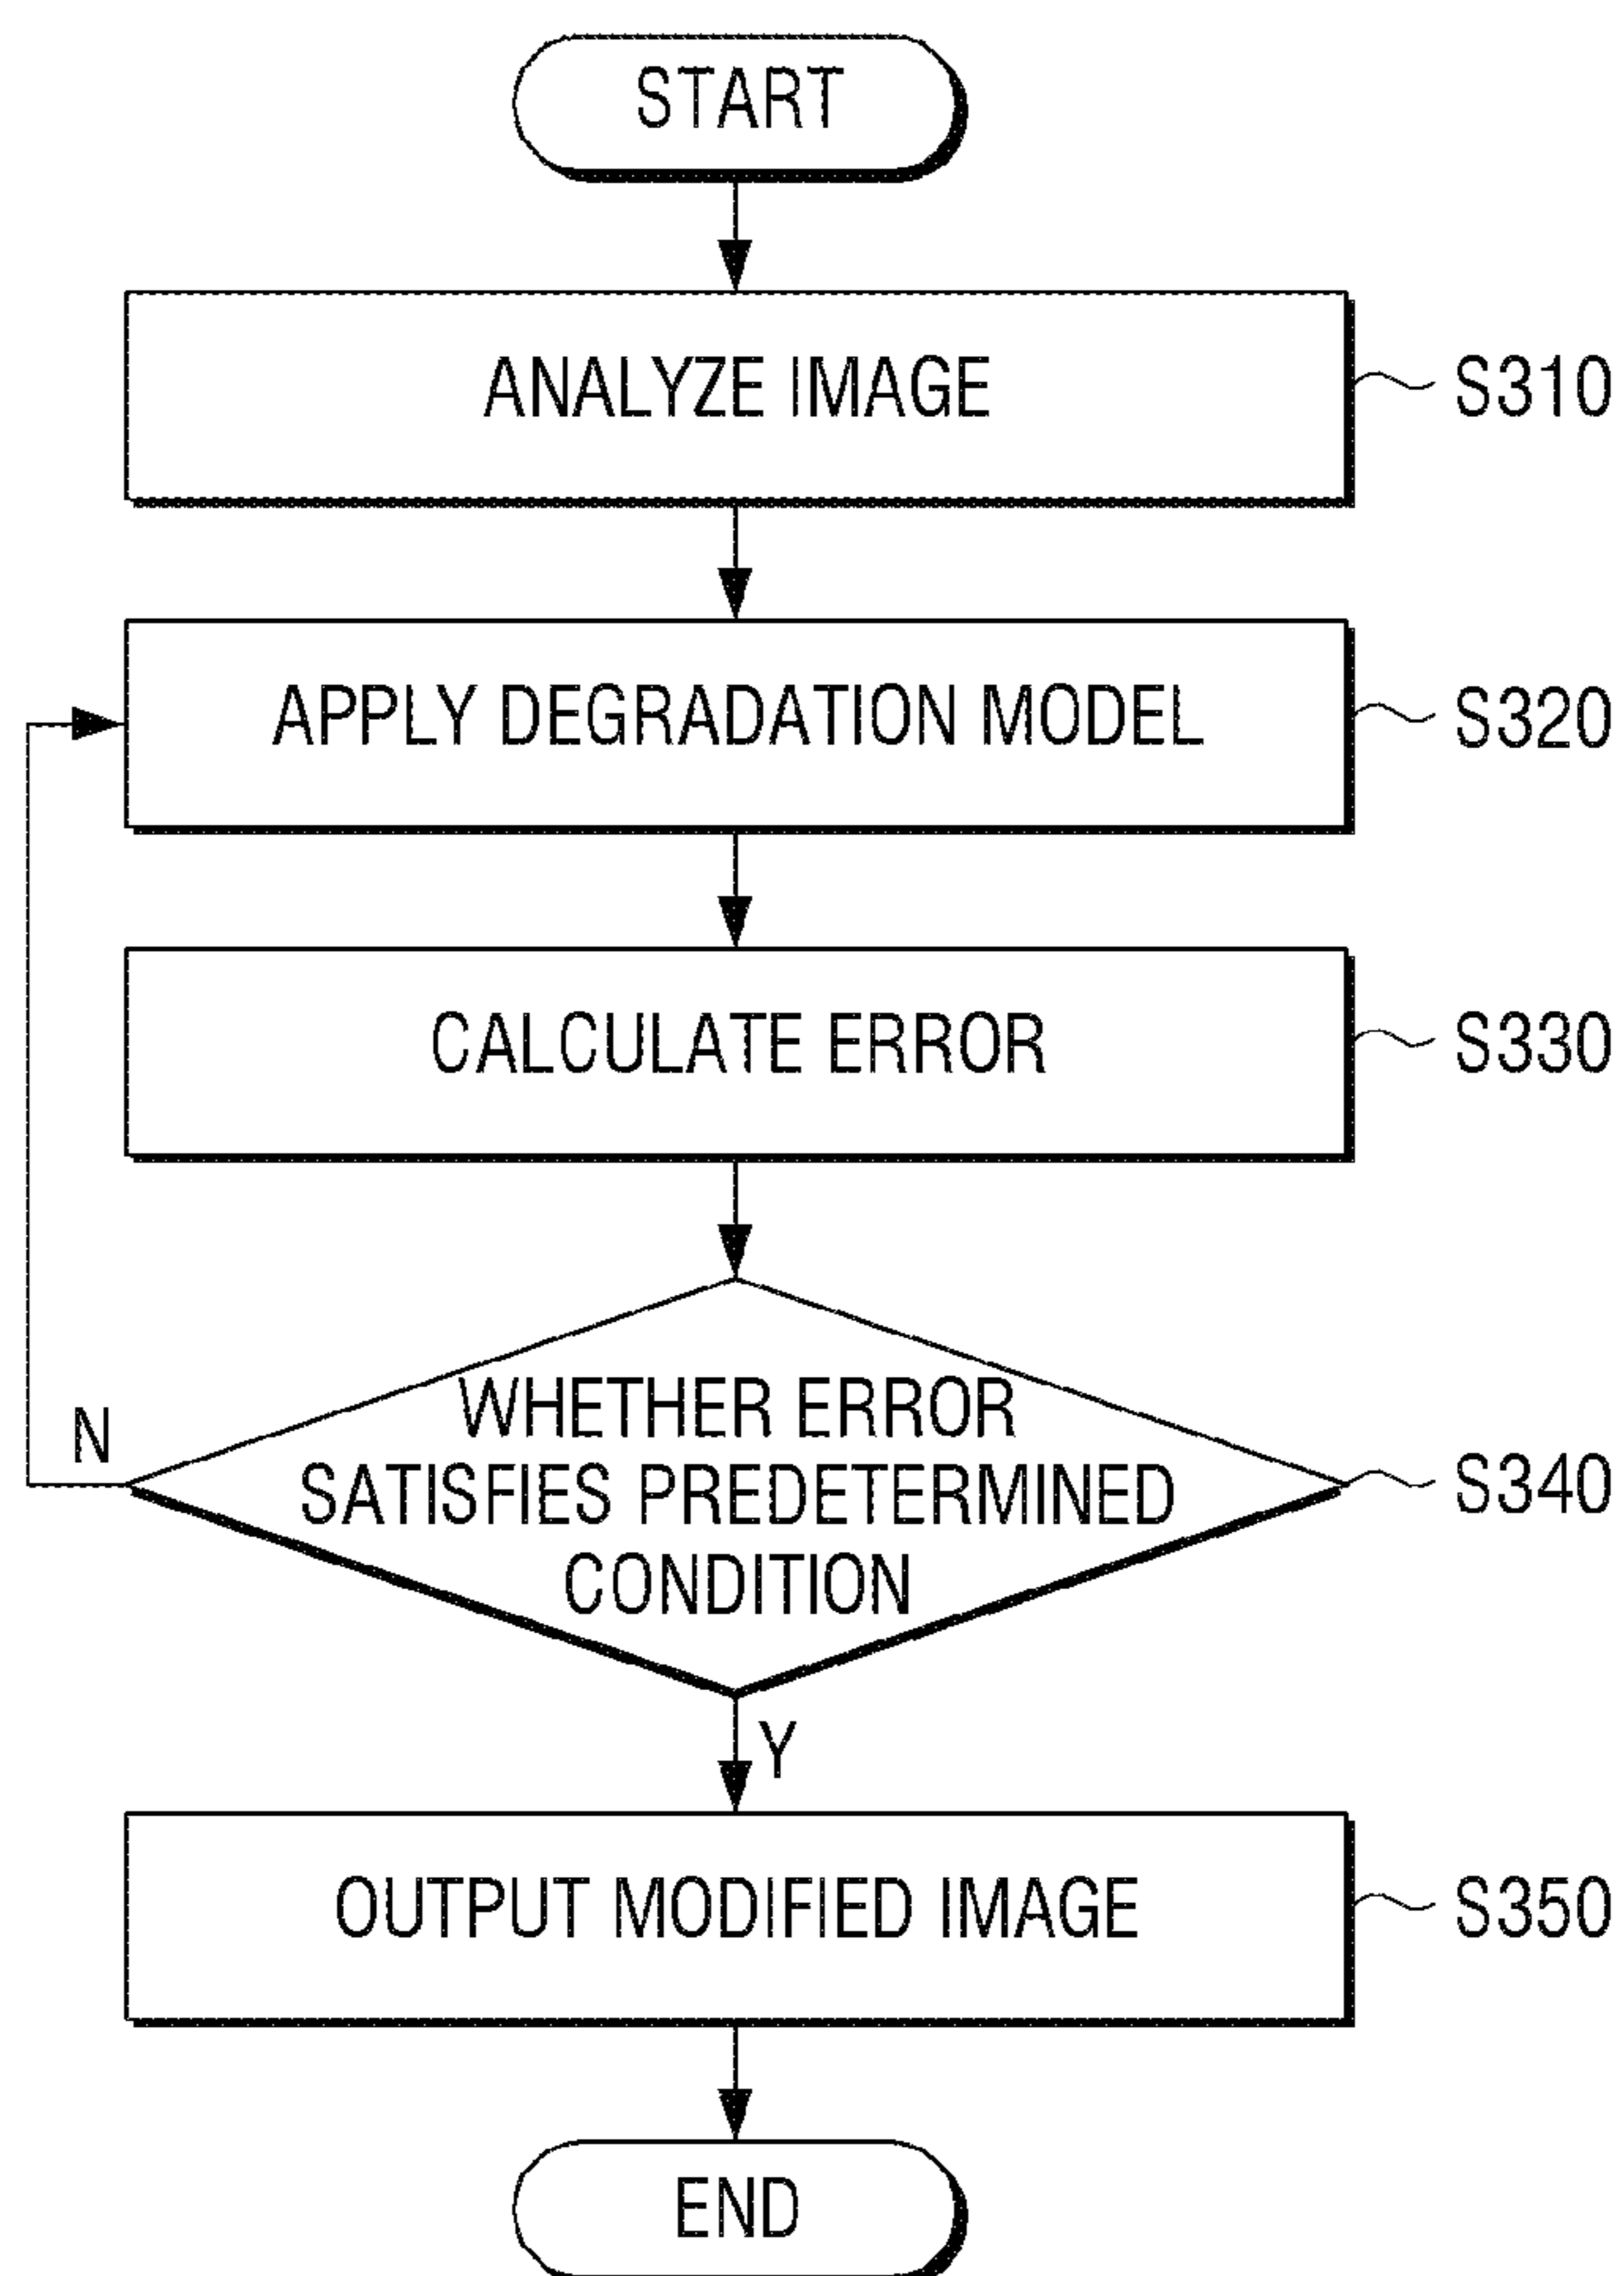 START
ANALYZE IMAGE
S310
APPLY DEGRADATION MODEL
S320
CALCULATE ERROR
S330
WHETHER ERROR
SATISFIES PREDETERMINED
CONDITION
S340
N
Y
OUTPUT MODIFIED IMAGE
S350
END